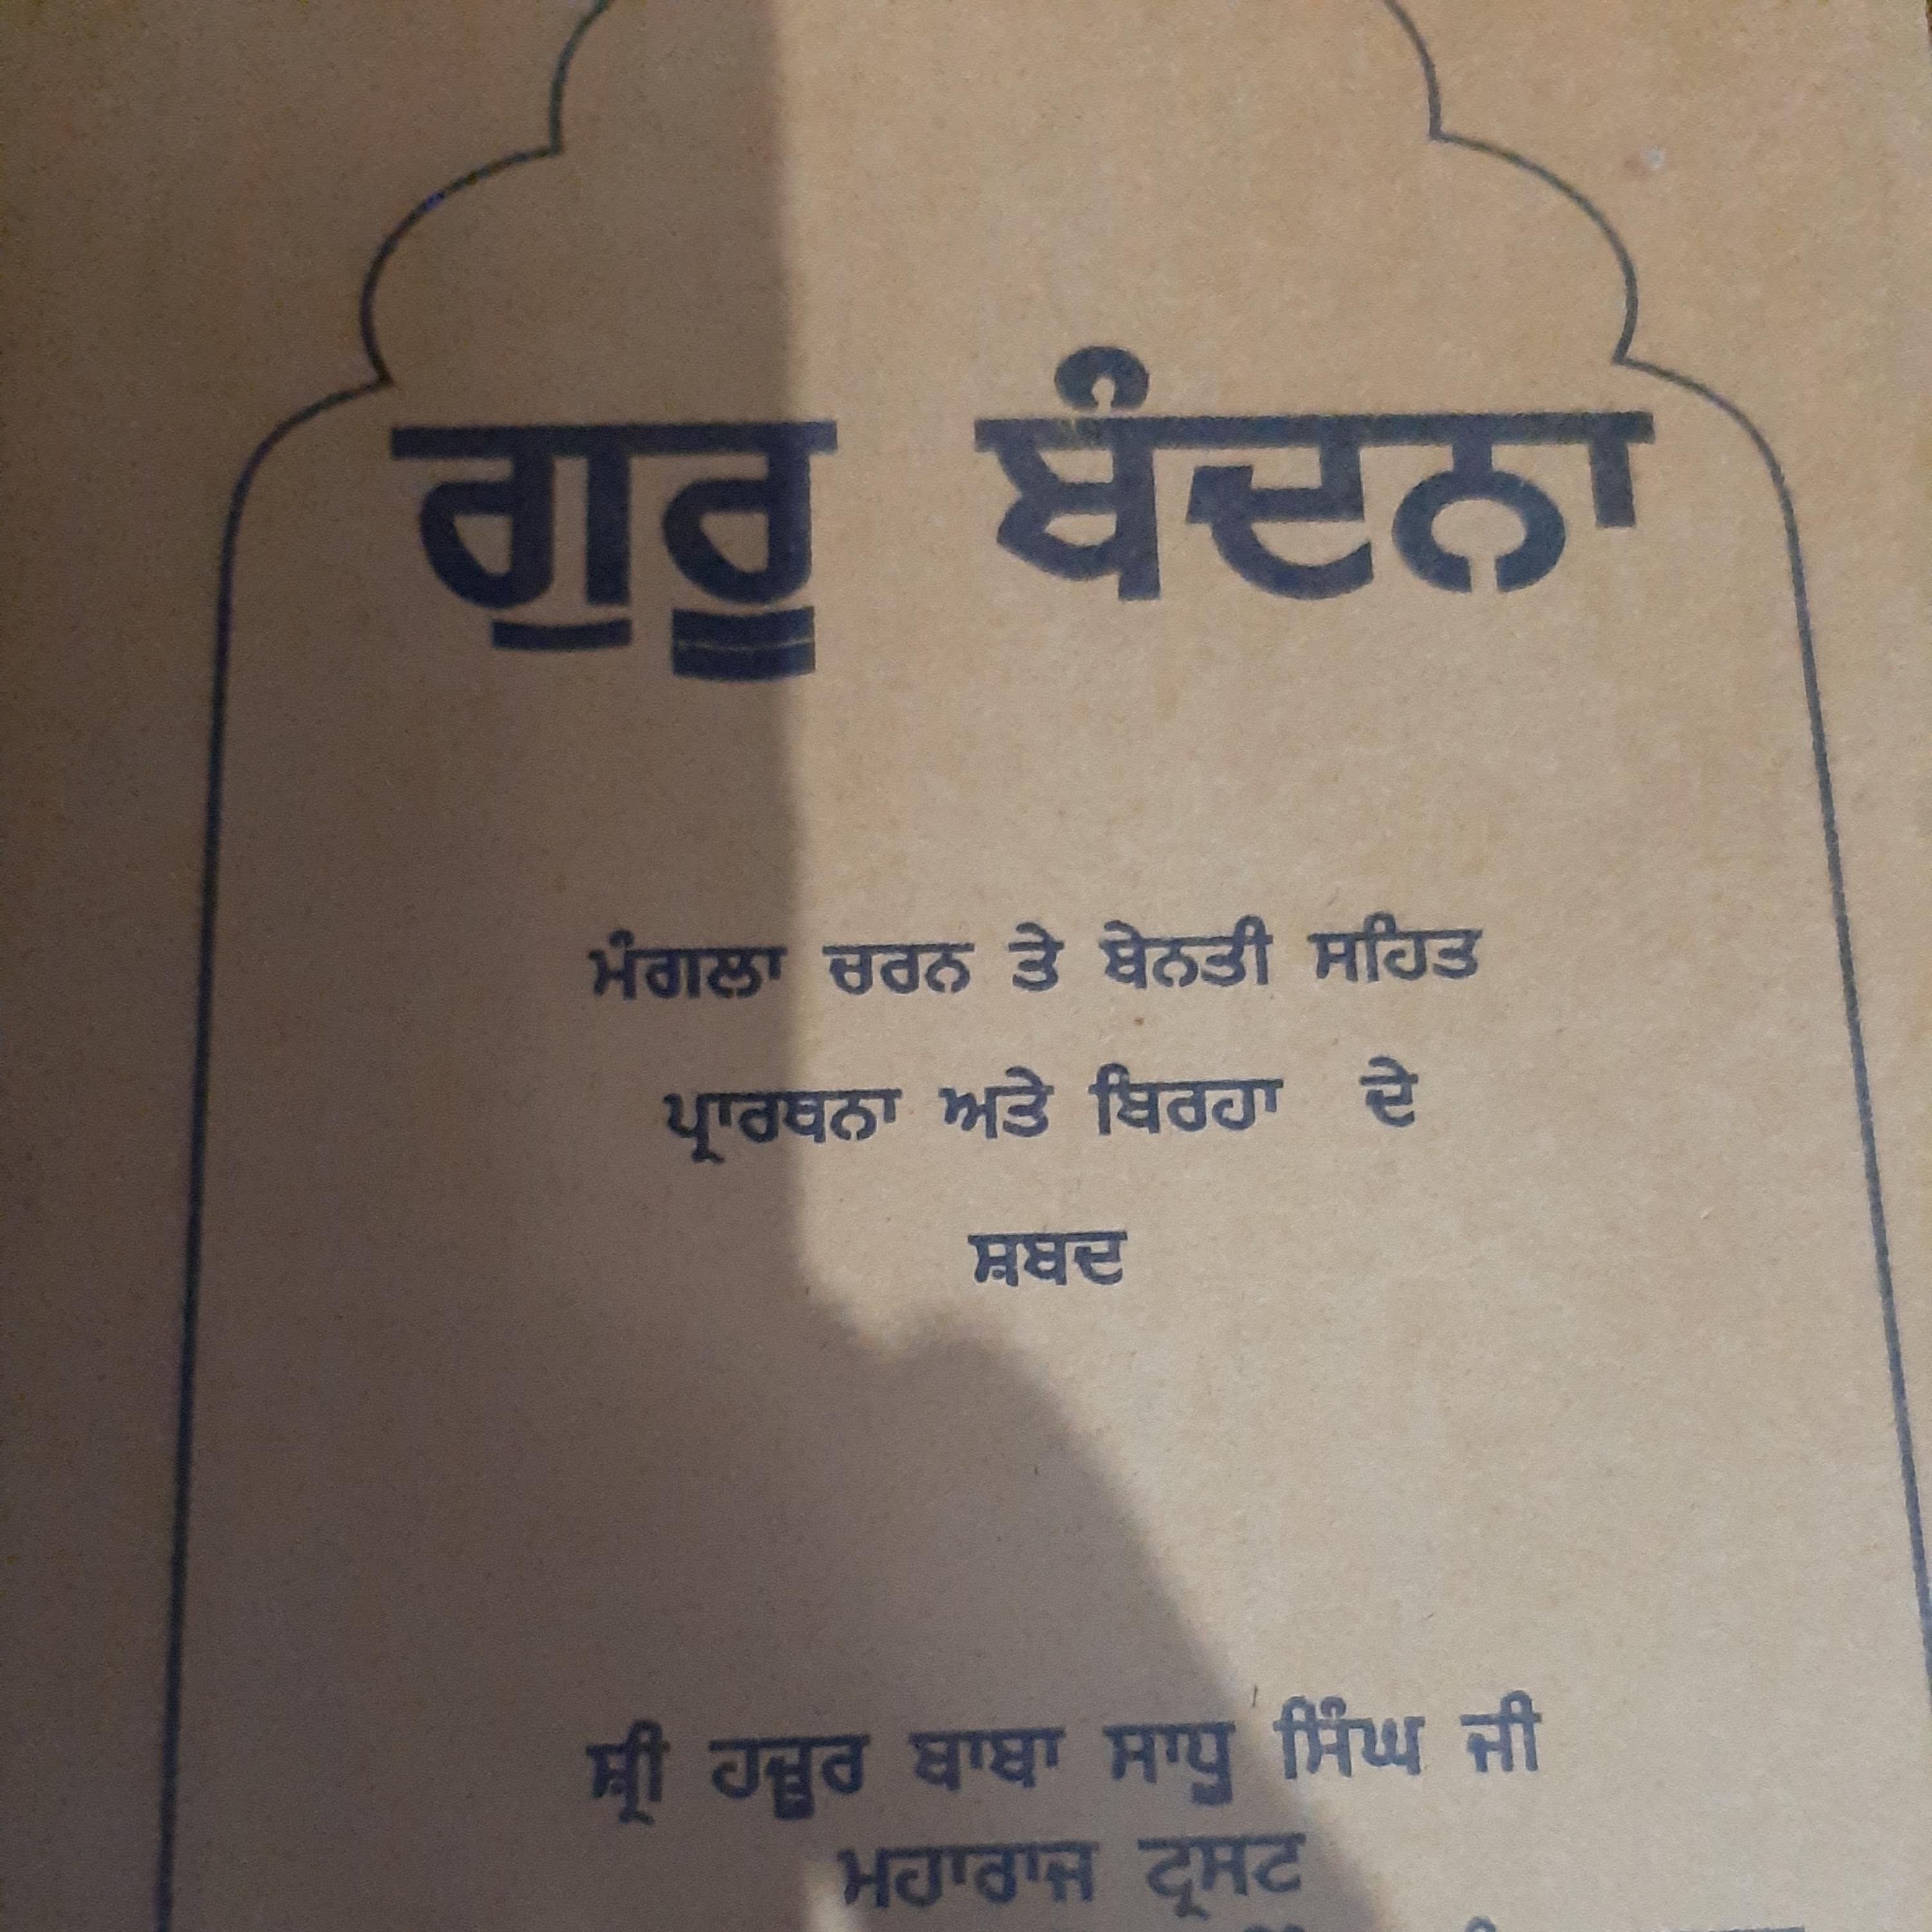 ਗੁਰੂ ਬੰਦਨਾ
ਮੰਗਲਾ ਚਰਨ ਤੇ ਬੇਨਤੀ ਸਹਿਤ
ਪ੍ਰਾਰਥਨਾ ਅਤੇ ਬਿਰਹਾ ਦੇ
ਸ਼ਬਦ
ਸ਼੍ਰੀ ਹਜ਼ੂਰ ਬਾਬਾ ਸਾਧੂ ਸਿੰਘ ਜੀ
ਮਹਾਰਾਜ ਟ੍ਰਸਟ